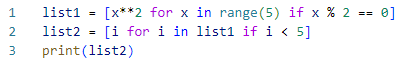 1 list1 = [x**2 for x in range(5) if x % 2 == 0]
2 list2 = [i for i in list1 if i < 5]
3 print(list2)